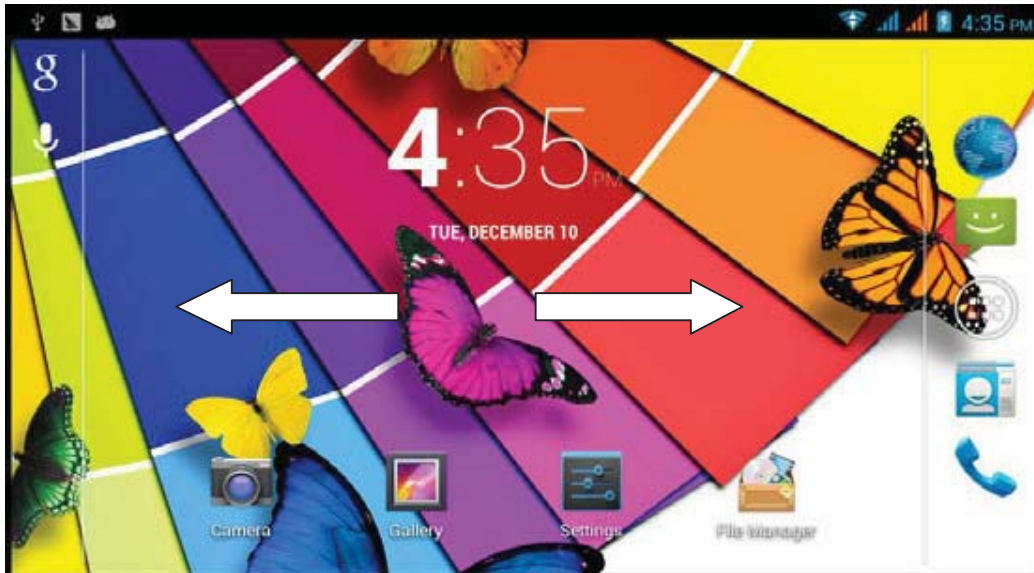 4:35 PM
g
4:35 PM
TUE, DECEMBER 10
Camera
Gallery
Settings
File Manager